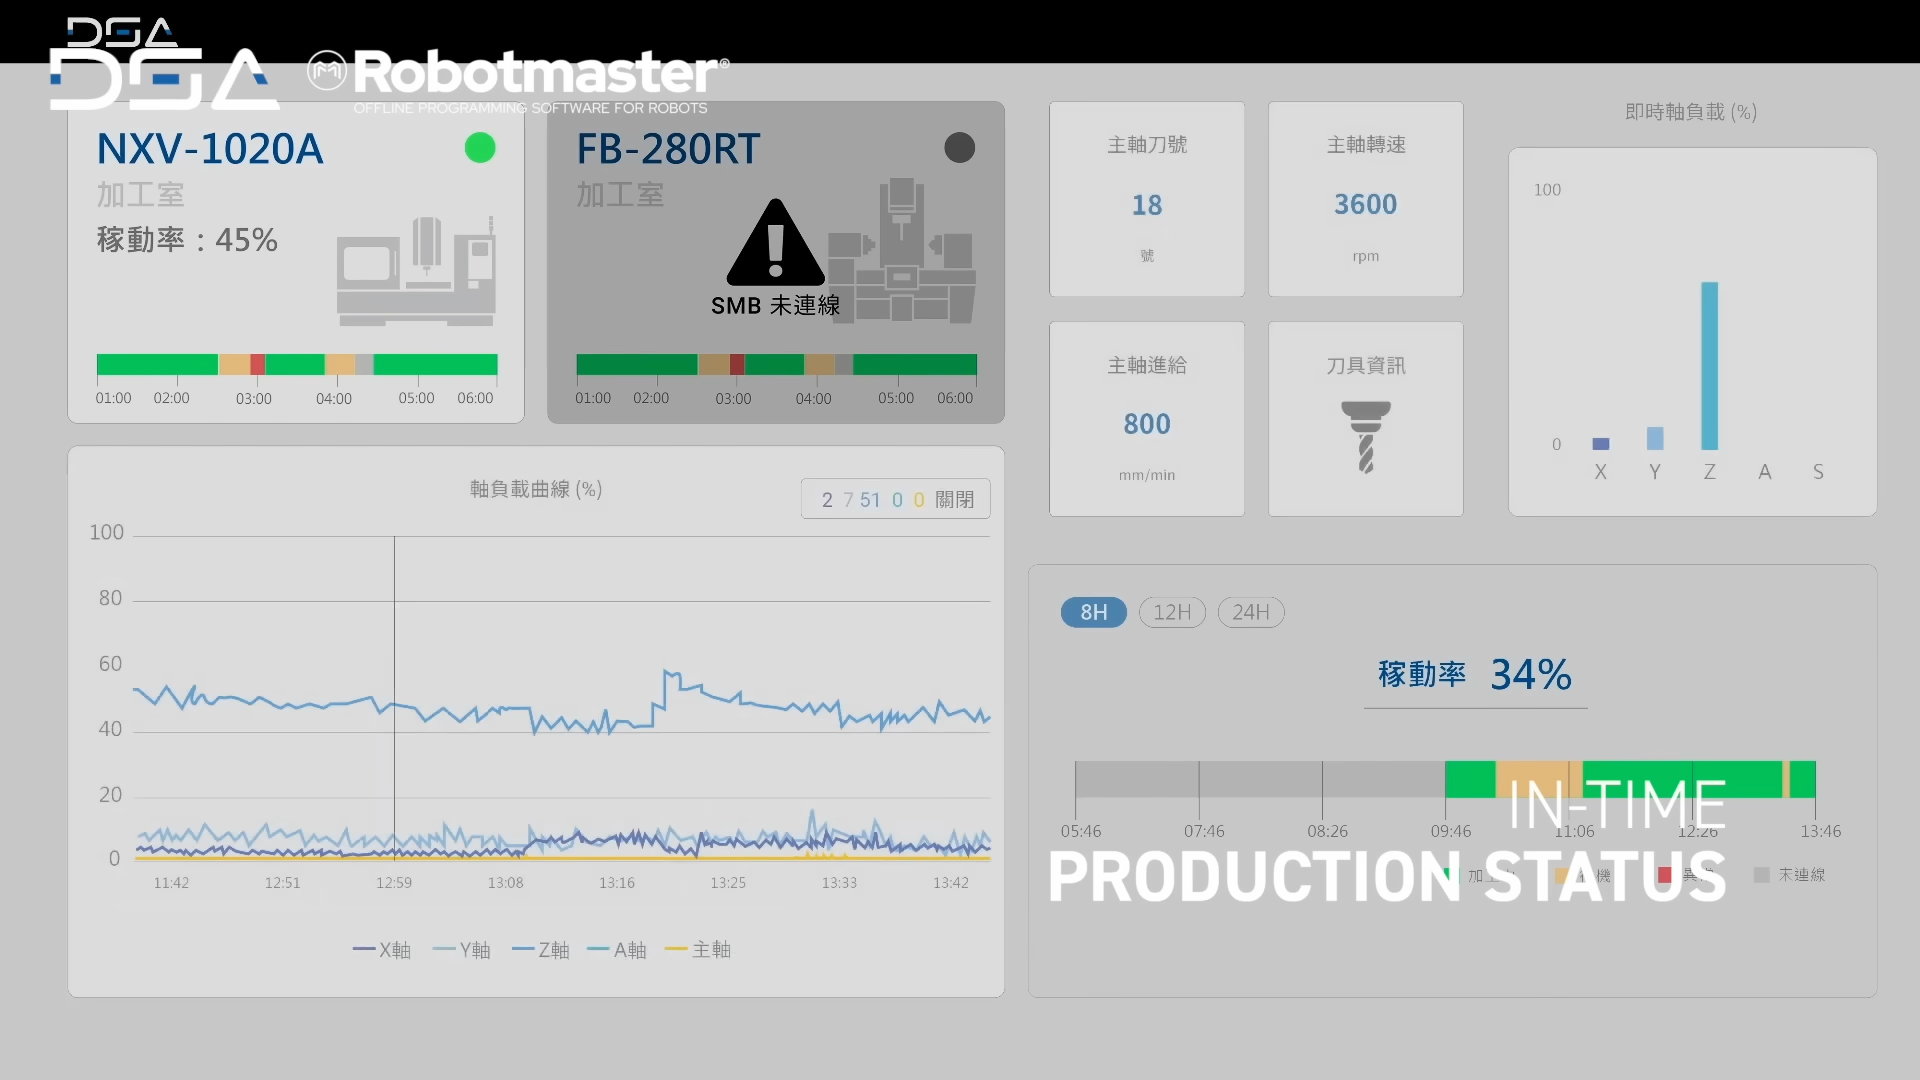 DSA
DSA
Robotmaster®
OFFLINE PROGRAMMING SOFTWARE FOR ROBOTS
NXV-1020A
加工室
稼動率：45%
01:00 02:00 03:00 04:00 05:00 06:00
FB-280RT
加工室
SMB 未連線
01:00 02:00 03:00 04:00 05:00 06:00
主軸刀號
18
號
主軸轉速
3600
rpm
主軸進給
800
mm/min
刀具資訊
即時軸負載 (%)
100
0
X Y Z A S
軸負載曲線 (%)
2 7 51 0 0 關閉
100
80
60
40
20
0
11:42 12:51 12:59 13:08 13:16 13:25 13:33 13:42
X軸 Y軸 Z軸 A軸 主軸
8H 12H 24H
稼動率 34%
05:46 07:46 08:26 09:46 11:06 12:26 13:46
IN-TIME
PRODUCTION STATUS
未連線